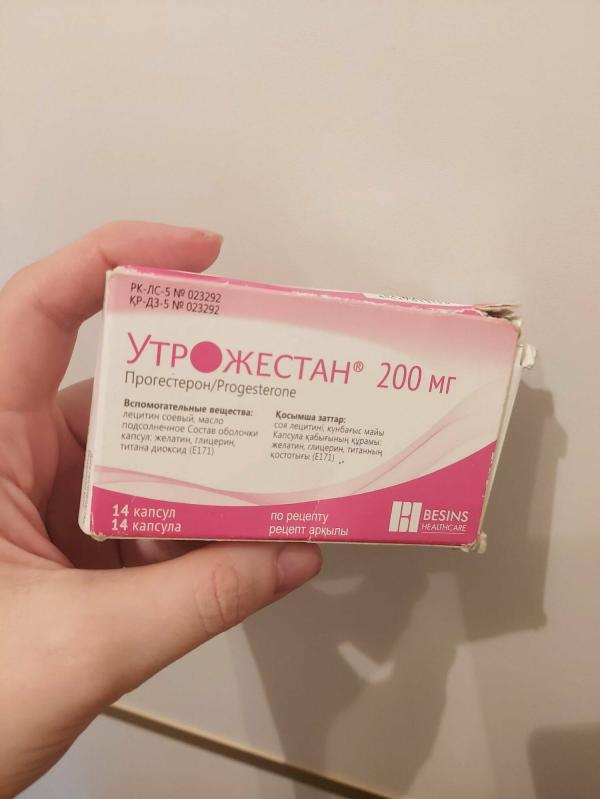 РК-ЛС-5 № 023292
ҚР-ДЗ-5 № 023292
УТРОЖЕСТАН® 200 мг
Прогестерон/Progesterone
Вспомогательные вещества:
лецитин соевый, масло
подсолнечное Состав оболочки
капсул: желатин, глицерин,
титана диоксид (E171)
Қосымша заттар:
соя лецитині, күнбағыс майы
Капсула қабығының құрамы:
желатин, глицерин, титанның
қостотығы (E171)
14 капсул
14 капсула
по рецепту
рецепт арқылы
BESINS
HEALTHCARE